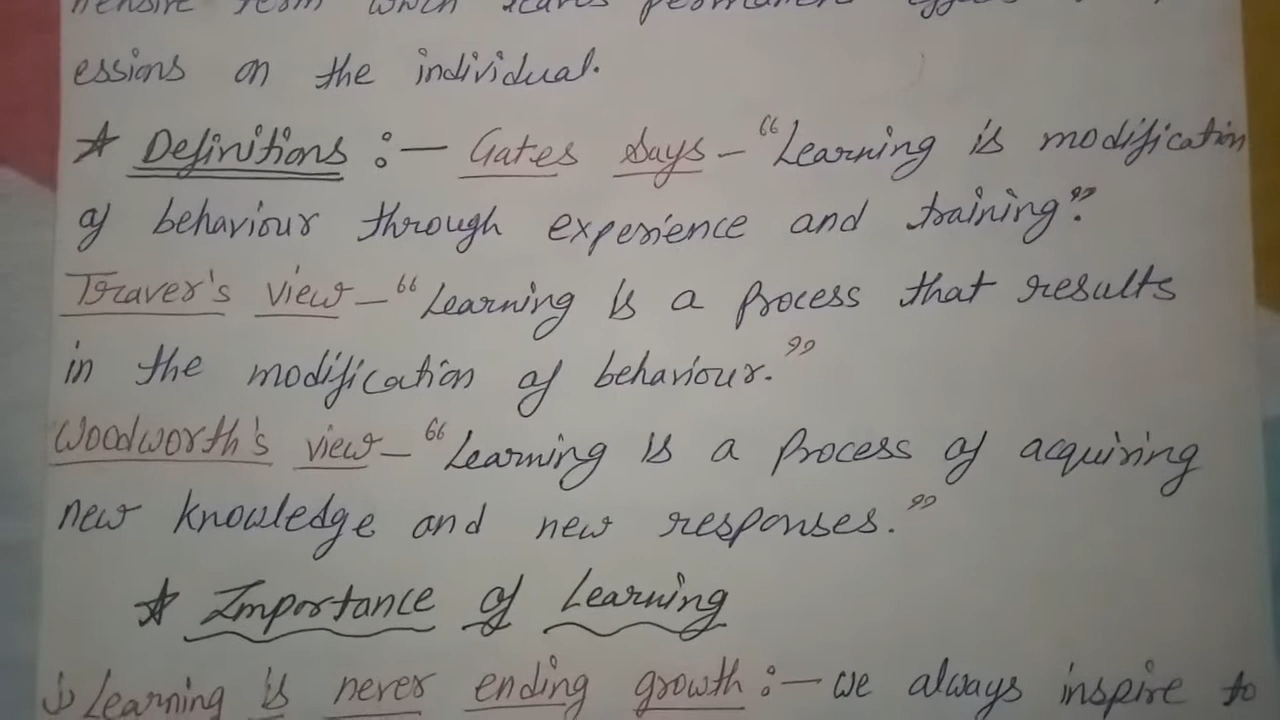 which permanent
essions on the individual.
★ Definitions :— Gates Says – "Learning is modification
of behaviour through experience and training".
Traver's view – "Learning is a process that results
in the modification of behaviour."
Woodworth's view – "Learning is a process of acquiring
new knowledge and new responses."
★ Importance of Learning
Learning is never ending growth :— we always inspire to